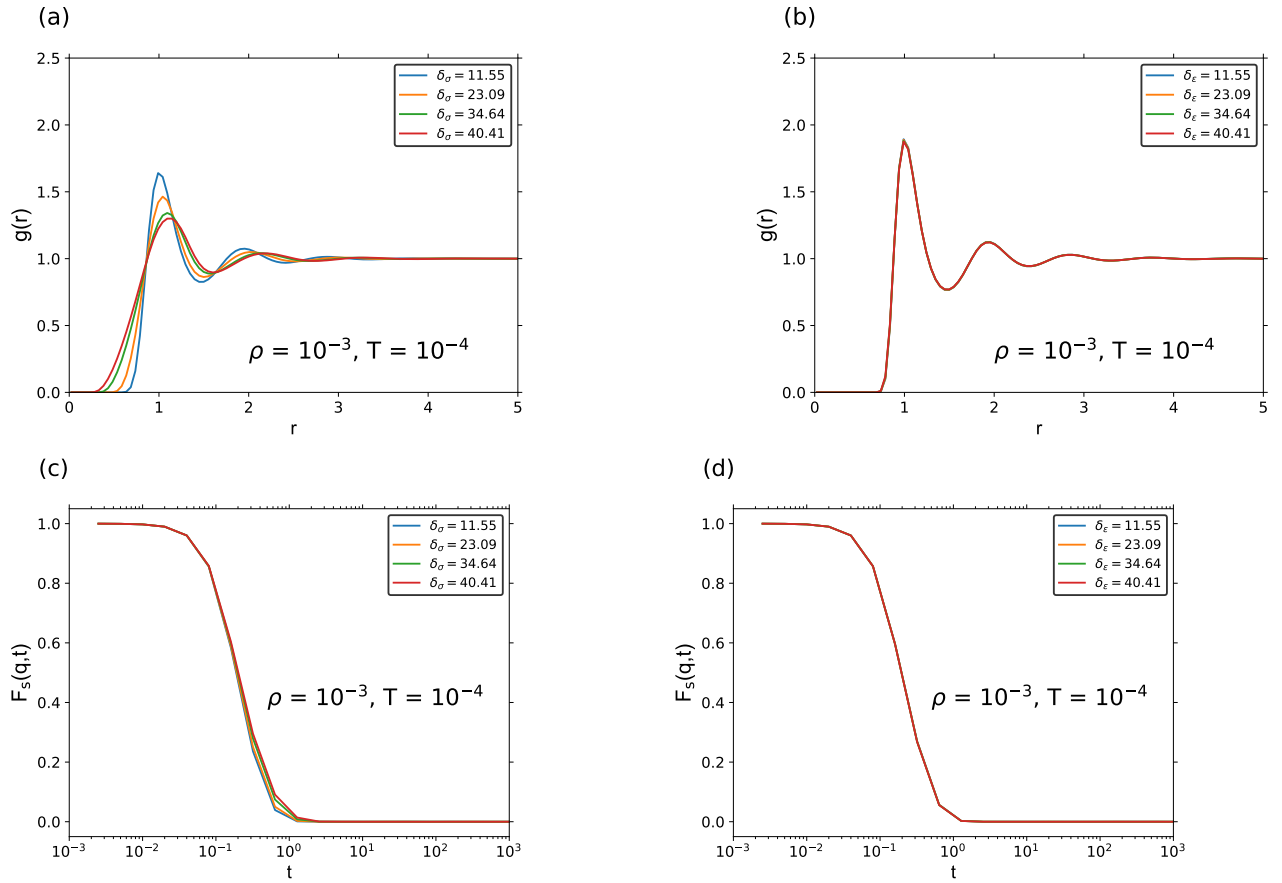 (a)
2.5
2.0
1.5
1.0
0.5
0.0
g(r)
0 1 2 3 4 5
r
δσ = 11.55
δσ = 23.09
δσ = 34.64
δσ = 40.41
ρ = 10⁻³, T = 10⁻⁴
(b)
2.5
2.0
1.5
1.0
0.5
0.0
g(r)
0 1 2 3 4 5
r
δε = 11.55
δε = 23.09
δε = 34.64
δε = 40.41
ρ = 10⁻³, T = 10⁻⁴
(c)
1.0
0.8
0.6
0.4
0.2
0.0
Fₛ(q,t)
10⁻³ 10⁻² 10⁻¹ 10⁰ 10¹ 10² 10³
t
δσ = 11.55
δσ = 23.09
δσ = 34.64
δσ = 40.41
ρ = 10⁻³, T = 10⁻⁴
(d)
1.0
0.8
0.6
0.4
0.2
0.0
Fₛ(q,t)
10⁻³ 10⁻² 10⁻¹ 10⁰ 10¹ 10² 10³
t
δε = 11.55
δε = 23.09
δε = 34.64
δε = 40.41
ρ = 10⁻³, T = 10⁻⁴